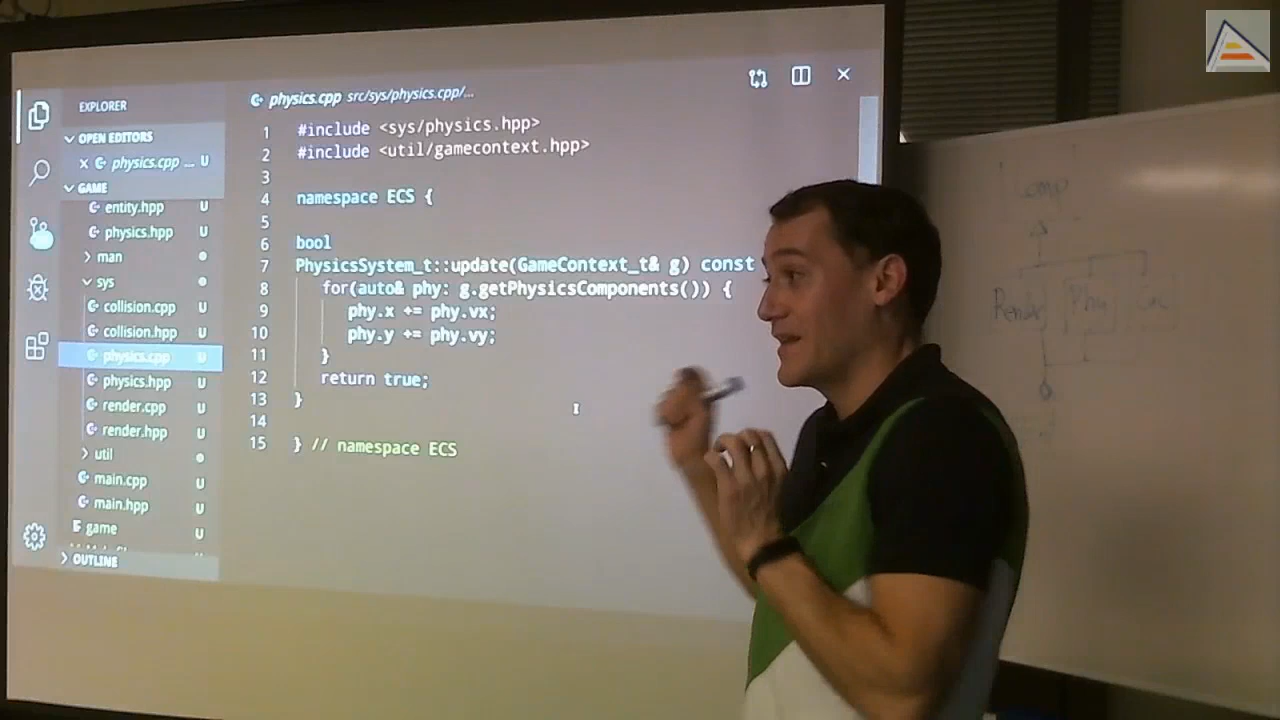 EXPLORER
OPEN EDITORS
physics.cpp ... U
GAME
entity.hpp U
physics.hpp U
man
sys
collision.cpp U
collision.hpp U
physics.cpp U
physics.hpp U
render.cpp U
render.hpp U
util
main.cpp U
main.hpp U
game U
OUTLINE
physics.cpp src/sys/physics.cpp/...
1 #include <sys/physics.hpp>
2 #include <util/gamecontext.hpp>
3
4 namespace ECS {
5
6 bool
7 PhysicsSystem_t::update(GameContext_t& g) const
8 for(auto& phy: g.getPhysicsComponents()) {
9 phy.x += phy.vx;
10 phy.y += phy.vy;
11 }
12 return true;
13 }
14
15 } // namespace ECS
Comp
Render Phy